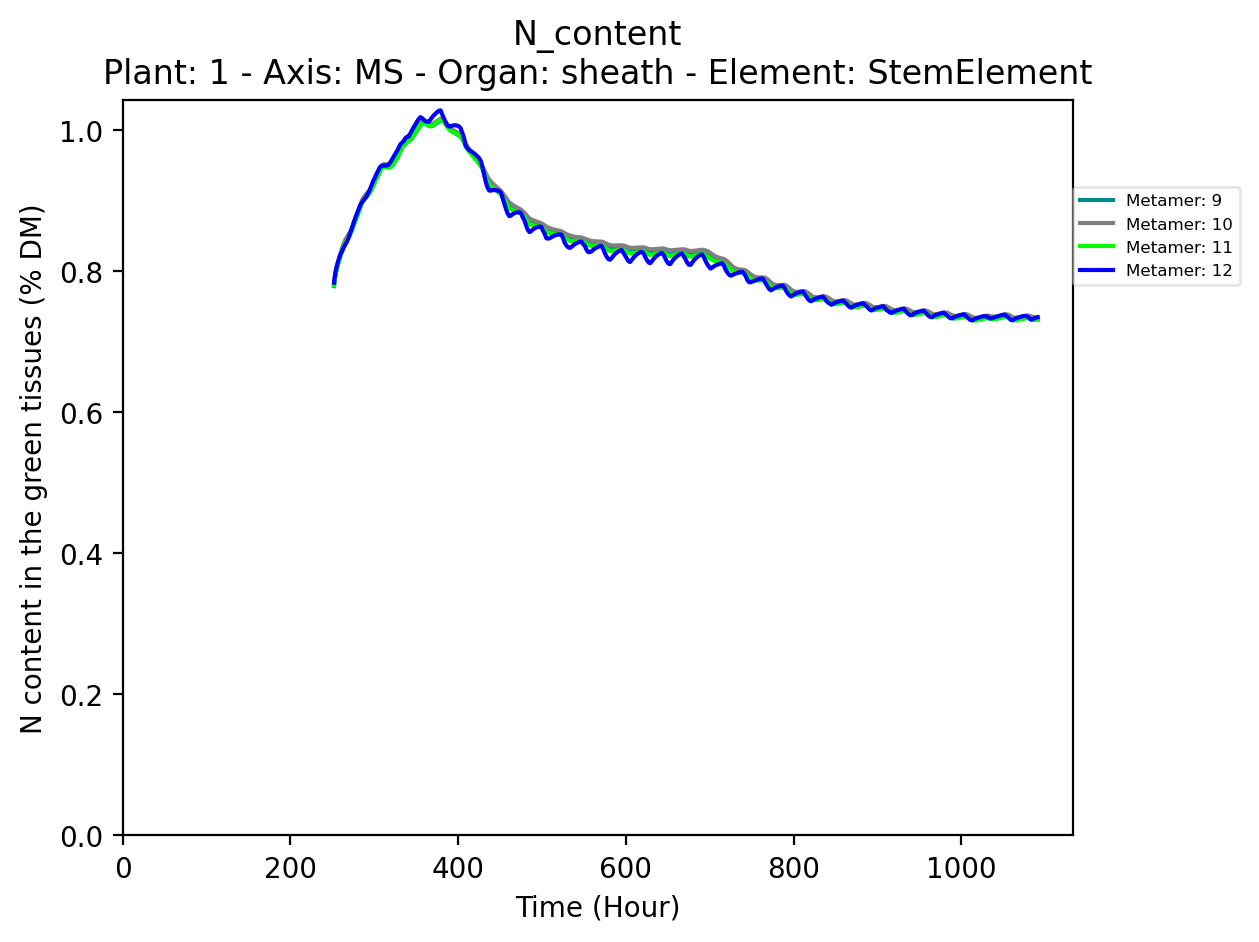 N_content
Plant: 1 - Axis: MS - Organ: sheath - Element: StemElement
N content in the green tissues (% DM)
1.0
0.8
0.6
0.4
0.2
0.0
0 200 400 600 800 1000
Time (Hour)
Metamer: 9
Metamer: 10
Metamer: 11
Metamer: 12